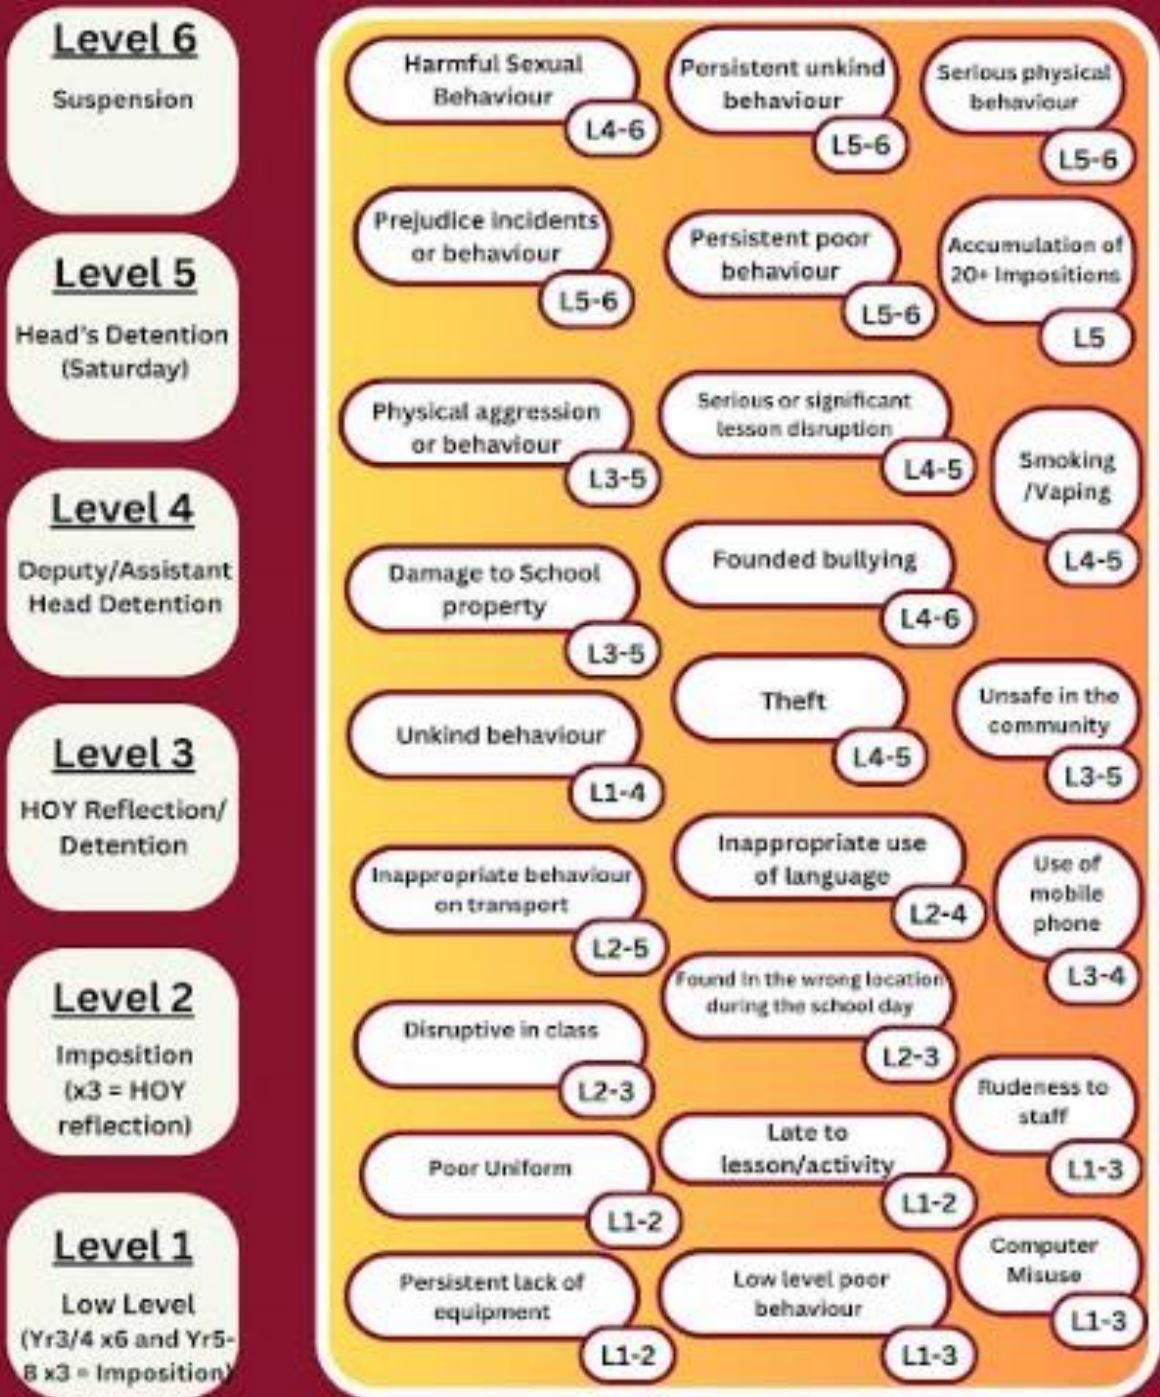 Level 6
Suspension
Level 5
Head's Detention
(Saturday)
Level 4
Deputy/Assistant
Head Detention
Level 3
HOY Reflection/
Detention
Level 2
Imposition
(x3 = HOY
reflection)
Level 1
Low Level
(Yr3/4 x6 and Yr5-
8 x3 = Imposition)
Harmful Sexual
Behaviour
L4-6
Persistent unkind
behaviour
L5-6
Serious physical
behaviour
L5-6
Prejudice incidents
or behaviour
L5-6
Persistent poor
behaviour
L5-6
Accumulation of
20+ Impositions
L5
Physical aggression
or behaviour
L3-5
Serious or significant
lesson disruption
L4-5
Smoking
/Vaping
L4-5
Damage to School
property
L3-5
Founded bullying
L4-6
Unkind behaviour
L1-4
Theft
L4-5
Unsafe in the
community
L3-5
Inappropriate behaviour
on transport
L2-5
Inappropriate use
of language
L2-4
Use of
mobile
phone
L3-4
Disruptive in class
L2-3
Found in the wrong location
during the school day
L2-3
Rudeness to
staff
L1-3
Poor Uniform
L1-2
Late to
lesson/activity
L1-2
Computer
Misuse
L1-3
Persistent lack of
equipment
L1-2
Low level poor
behaviour
L1-3